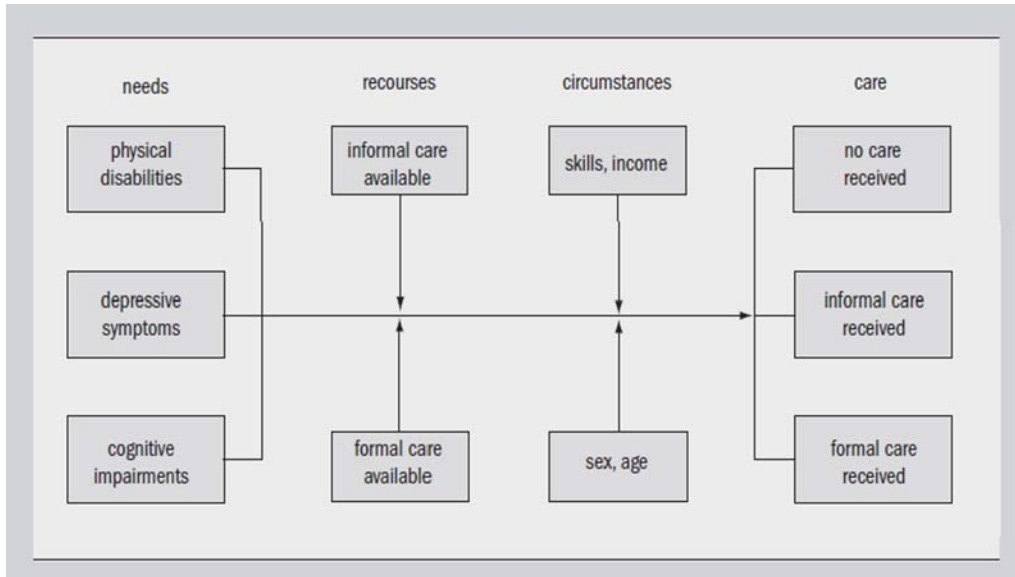 needs
recourses
circumstances
care
physical
disabilities
informal care
available
skills, income
no care
received
depressive
symptoms
informal care
received
cognitive
impairments
formal care
available
sex, age
formal care
received